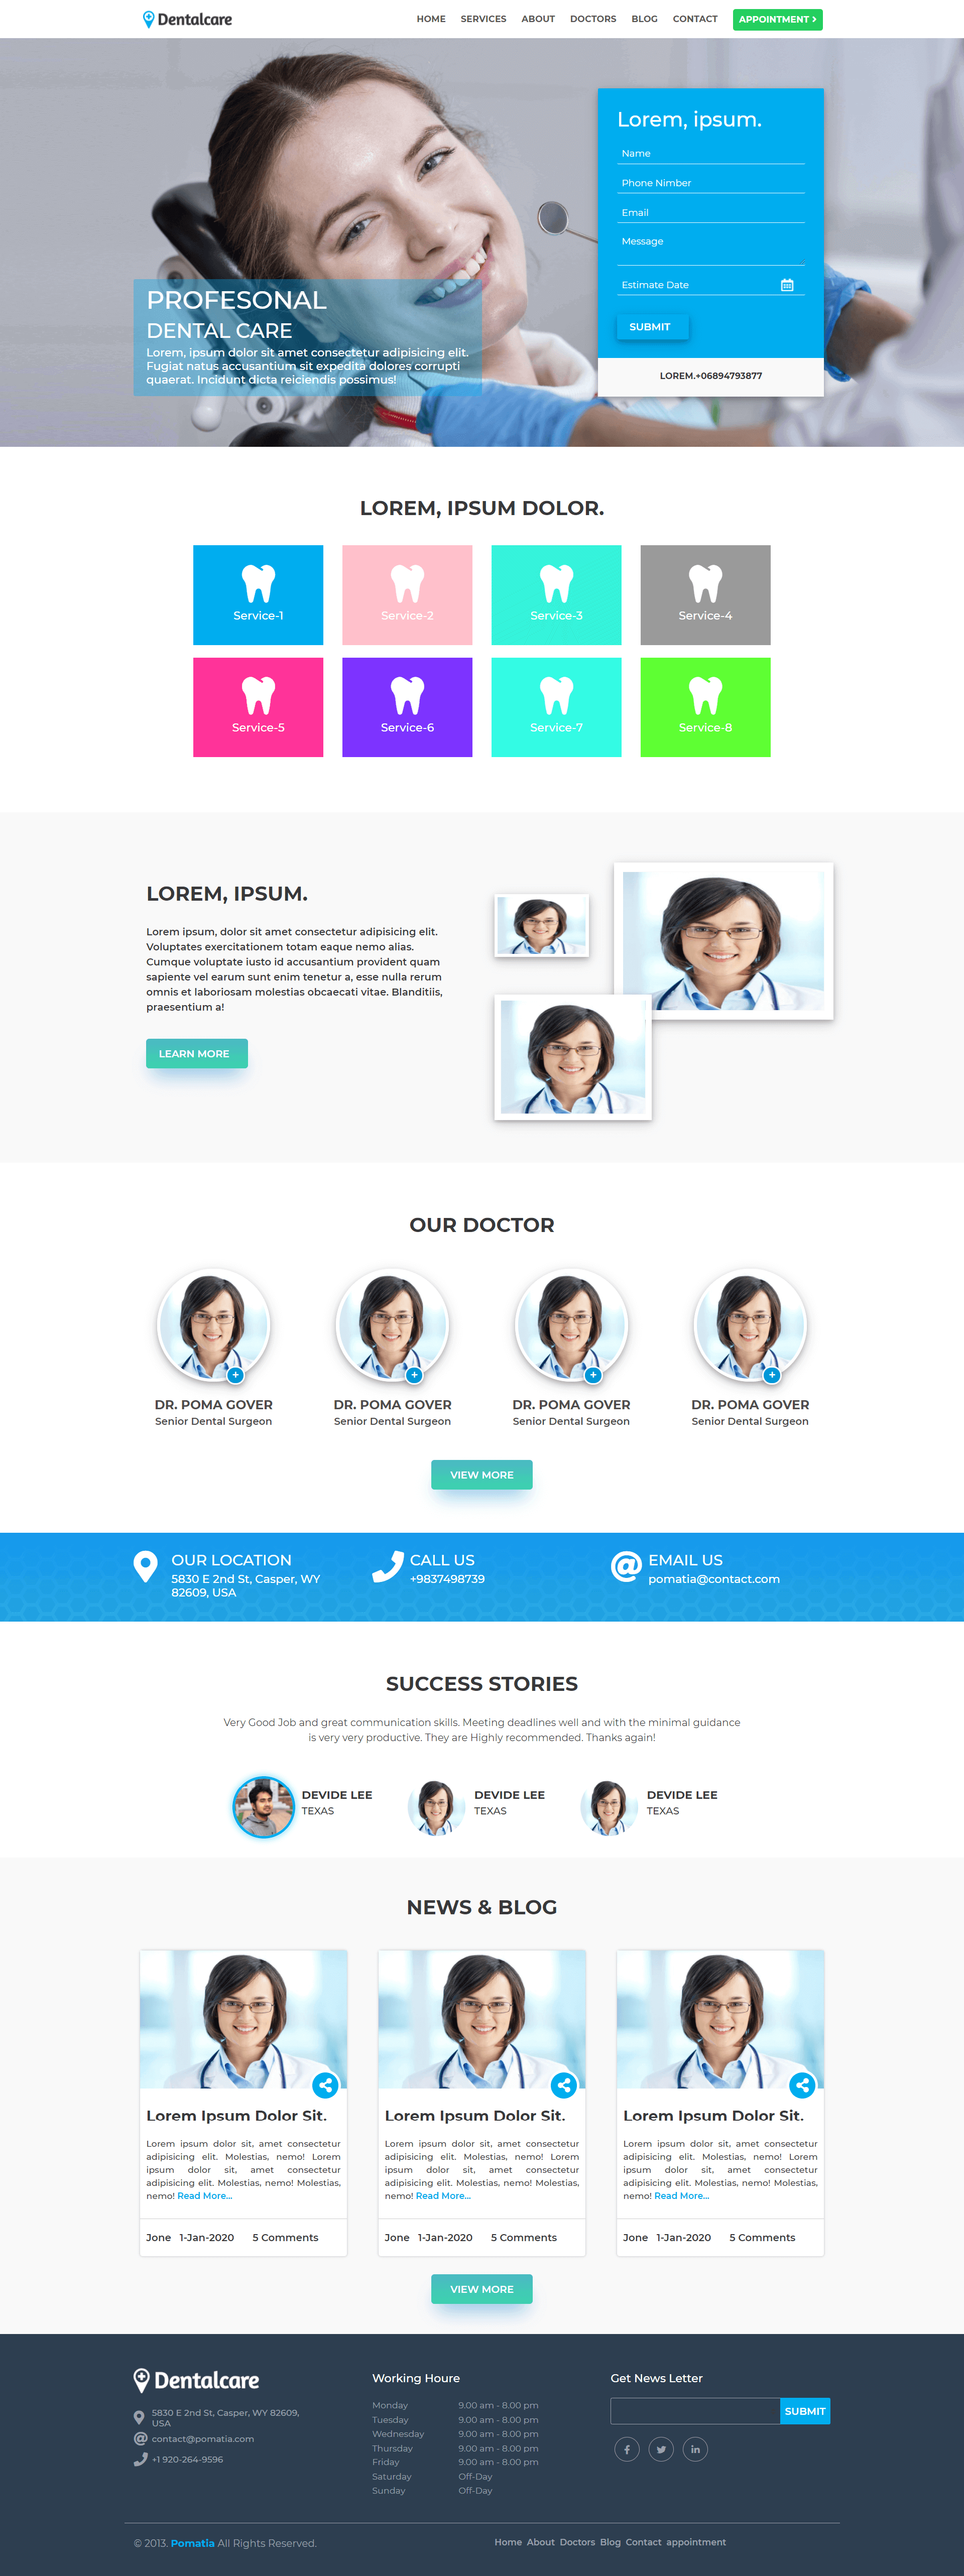 Dentalcare
HOME SERVICES ABOUT DOCTORS BLOG CONTACT APPOINTMENT
PROFESONAL
DENTAL CARE
Lorem, ipsum dolor sit amet consectetur adipisicing elit.
Fugiat natus accusantium sit expedita dolores corrupti
quaerat. Incidunt dicta reiciendis possimus!
Lorem, ipsum.
Name
Phone Nimber
Email
Message
Estimate Date
SUBMIT
LOREM.+06894793877
LOREM, IPSUM DOLOR.
Service-1 Service-2 Service-3 Service-4
Service-5 Service-6 Service-7 Service-8
LOREM, IPSUM.
Lorem ipsum, dolor sit amet consectetur adipisicing elit.
Voluptates exercitationem totam eaque nemo alias.
Cumque voluptate iusto id accusantium provident quam
sapiente vel earum sunt enim tenetur a, esse nulla rerum
omnis et laboriosam molestias obcaecati vitae. Blanditiis,
praesentium a!
LEARN MORE
OUR DOCTOR
DR. POMA GOVER DR. POMA GOVER DR. POMA GOVER DR. POMA GOVER
Senior Dental Surgeon Senior Dental Surgeon Senior Dental Surgeon Senior Dental Surgeon
VIEW MORE
OUR LOCATION
5830 E 2nd St, Casper, WY
82609, USA
CALL US
+9837498739
EMAIL US
pomatia@contact.com
SUCCESS STORIES
Very Good Job and great communication skills. Meeting deadlines well and with the minimal guidance
is very very productive. They are Highly recommended. Thanks again!
DEVIDE LEE DEVIDE LEE DEVIDE LEE
TEXAS TEXAS TEXAS
NEWS & BLOG
Lorem Ipsum Dolor Sit.
Lorem ipsum dolor sit, amet consectetur
adipisicing elit. Molestias, nemo! Lorem
ipsum dolor sit, amet consectetur
adipisicing elit. Molestias, nemo! Molestias,
nemo! Read More...
Jone 1-Jan-2020 5 Comments
Lorem Ipsum Dolor Sit.
Lorem ipsum dolor sit, amet consectetur
adipisicing elit. Molestias, nemo! Lorem
ipsum dolor sit, amet consectetur
adipisicing elit. Molestias, nemo! Molestias,
nemo! Read More...
Jone 1-Jan-2020 5 Comments
Lorem Ipsum Dolor Sit.
Lorem ipsum dolor sit, amet consectetur
adipisicing elit. Molestias, nemo! Lorem
ipsum dolor sit, amet consectetur
adipisicing elit. Molestias, nemo! Molestias,
nemo! Read More...
Jone 1-Jan-2020 5 Comments
VIEW MORE
Dentalcare
5830 E 2nd St, Casper, WY 82609,
USA
contact@pomatia.com
+1 920-264-9596
Working Houre
Monday 9.00 am - 8.00 pm
Tuesday 9.00 am - 8.00 pm
Wednesday 9.00 am - 8.00 pm
Thursday 9.00 am - 8.00 pm
Friday 9.00 am - 8.00 pm
Saturday Off-Day
Sunday Off-Day
Get News Letter
SUBMIT
© 2013. Pomatia All Rights Reserved.
Home About Doctors Blog Contact appointment